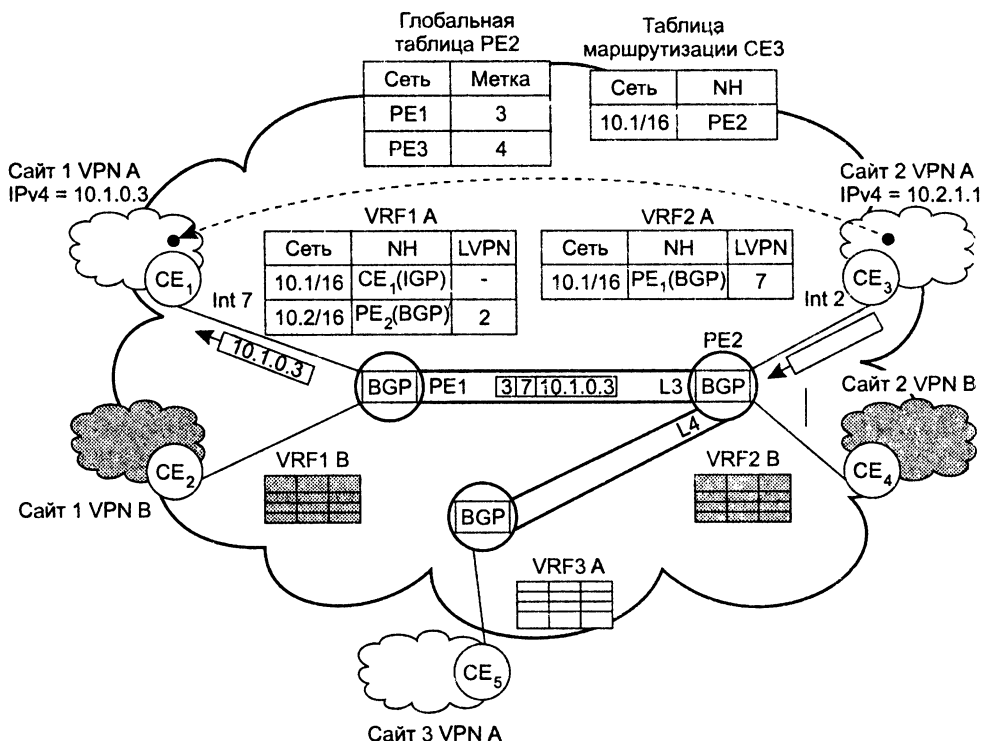 Глобальная
таблица PE2
Сеть Метка
PE1 3
PE3 4
Таблица
маршрутизации CE3
Сеть NH
10.1/16 PE2
Сайт 1 VPN A
IPv4 = 10.1.0.3
Сайт 2 VPN A
IPv4 = 10.2.1.1
VRF1 A
Сеть NH LVPN
10.1/16 CE1(IGP) -
10.2/16 PE2(BGP) 2
VRF2 A
Сеть NH LVPN
10.1/16 PE1(BGP) 7
CE1
Int 7
CE3
Int 2
10.1.0.3
PE2
BGP
PE1
3 7 10.1.0.3
L3
BGP
L4
Сайт 2 VPN B
CE2
Сайт 1 VPN B
VRF1 B
VRF2 B
CE4
BGP
VRF3 A
CE5
Сайт 3 VPN A